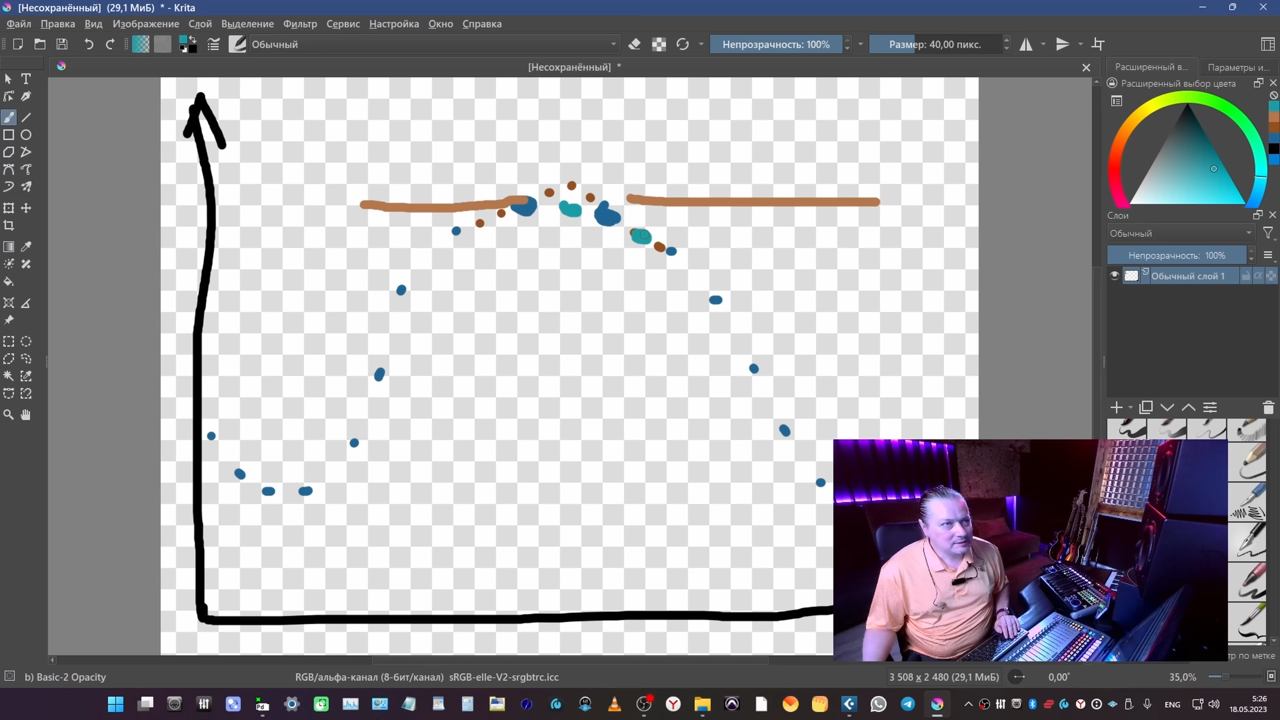 [Несохранённый] (29,1 МиБ) * - Krita
Файл Правка Вид Изображение Слой Выделение Фильтр Сервис Настройка Окно Справка
Обычный
Непрозрачность: 100%
Размер: 40,00 пикс.
[Несохранённый] *
Расширенный в...
Параметры и...
Расширенный выбор цвета
Слои
Обычный
Непрозрачность: 100%
Обычный слой 1
р по метке
b) Basic-2 Opacity
RGB/альфа-канал (8-бит/канал) sRGB-elle-V2-srgbtrc.icc
3 508 x 2 480 (29,1 МиБ)
0,00°
35,0%
ENG
5:26
18.05.2023